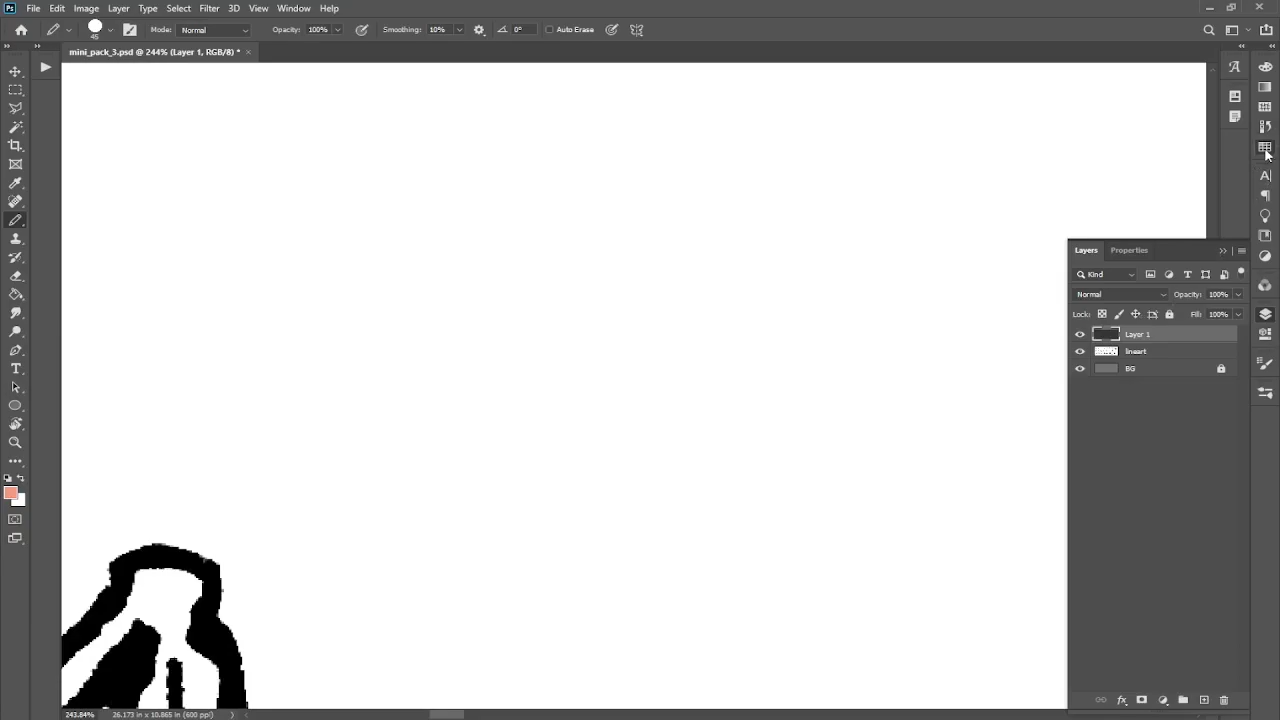 Ps File Edit Image Layer Type Select Filter 3D View Window Help
45 Mode: Normal Opacity: 100% Smoothing: 10% 0° Auto Erase
mini_pack_3.psd @ 244% (Layer 1, RGB/8) * ×
Layers Properties
Kind
Normal Opacity: 100%
Lock: Fill: 100%
Layer 1
lineart
BG
243.84% 26.173 in x 10.865 in (600 ppi)